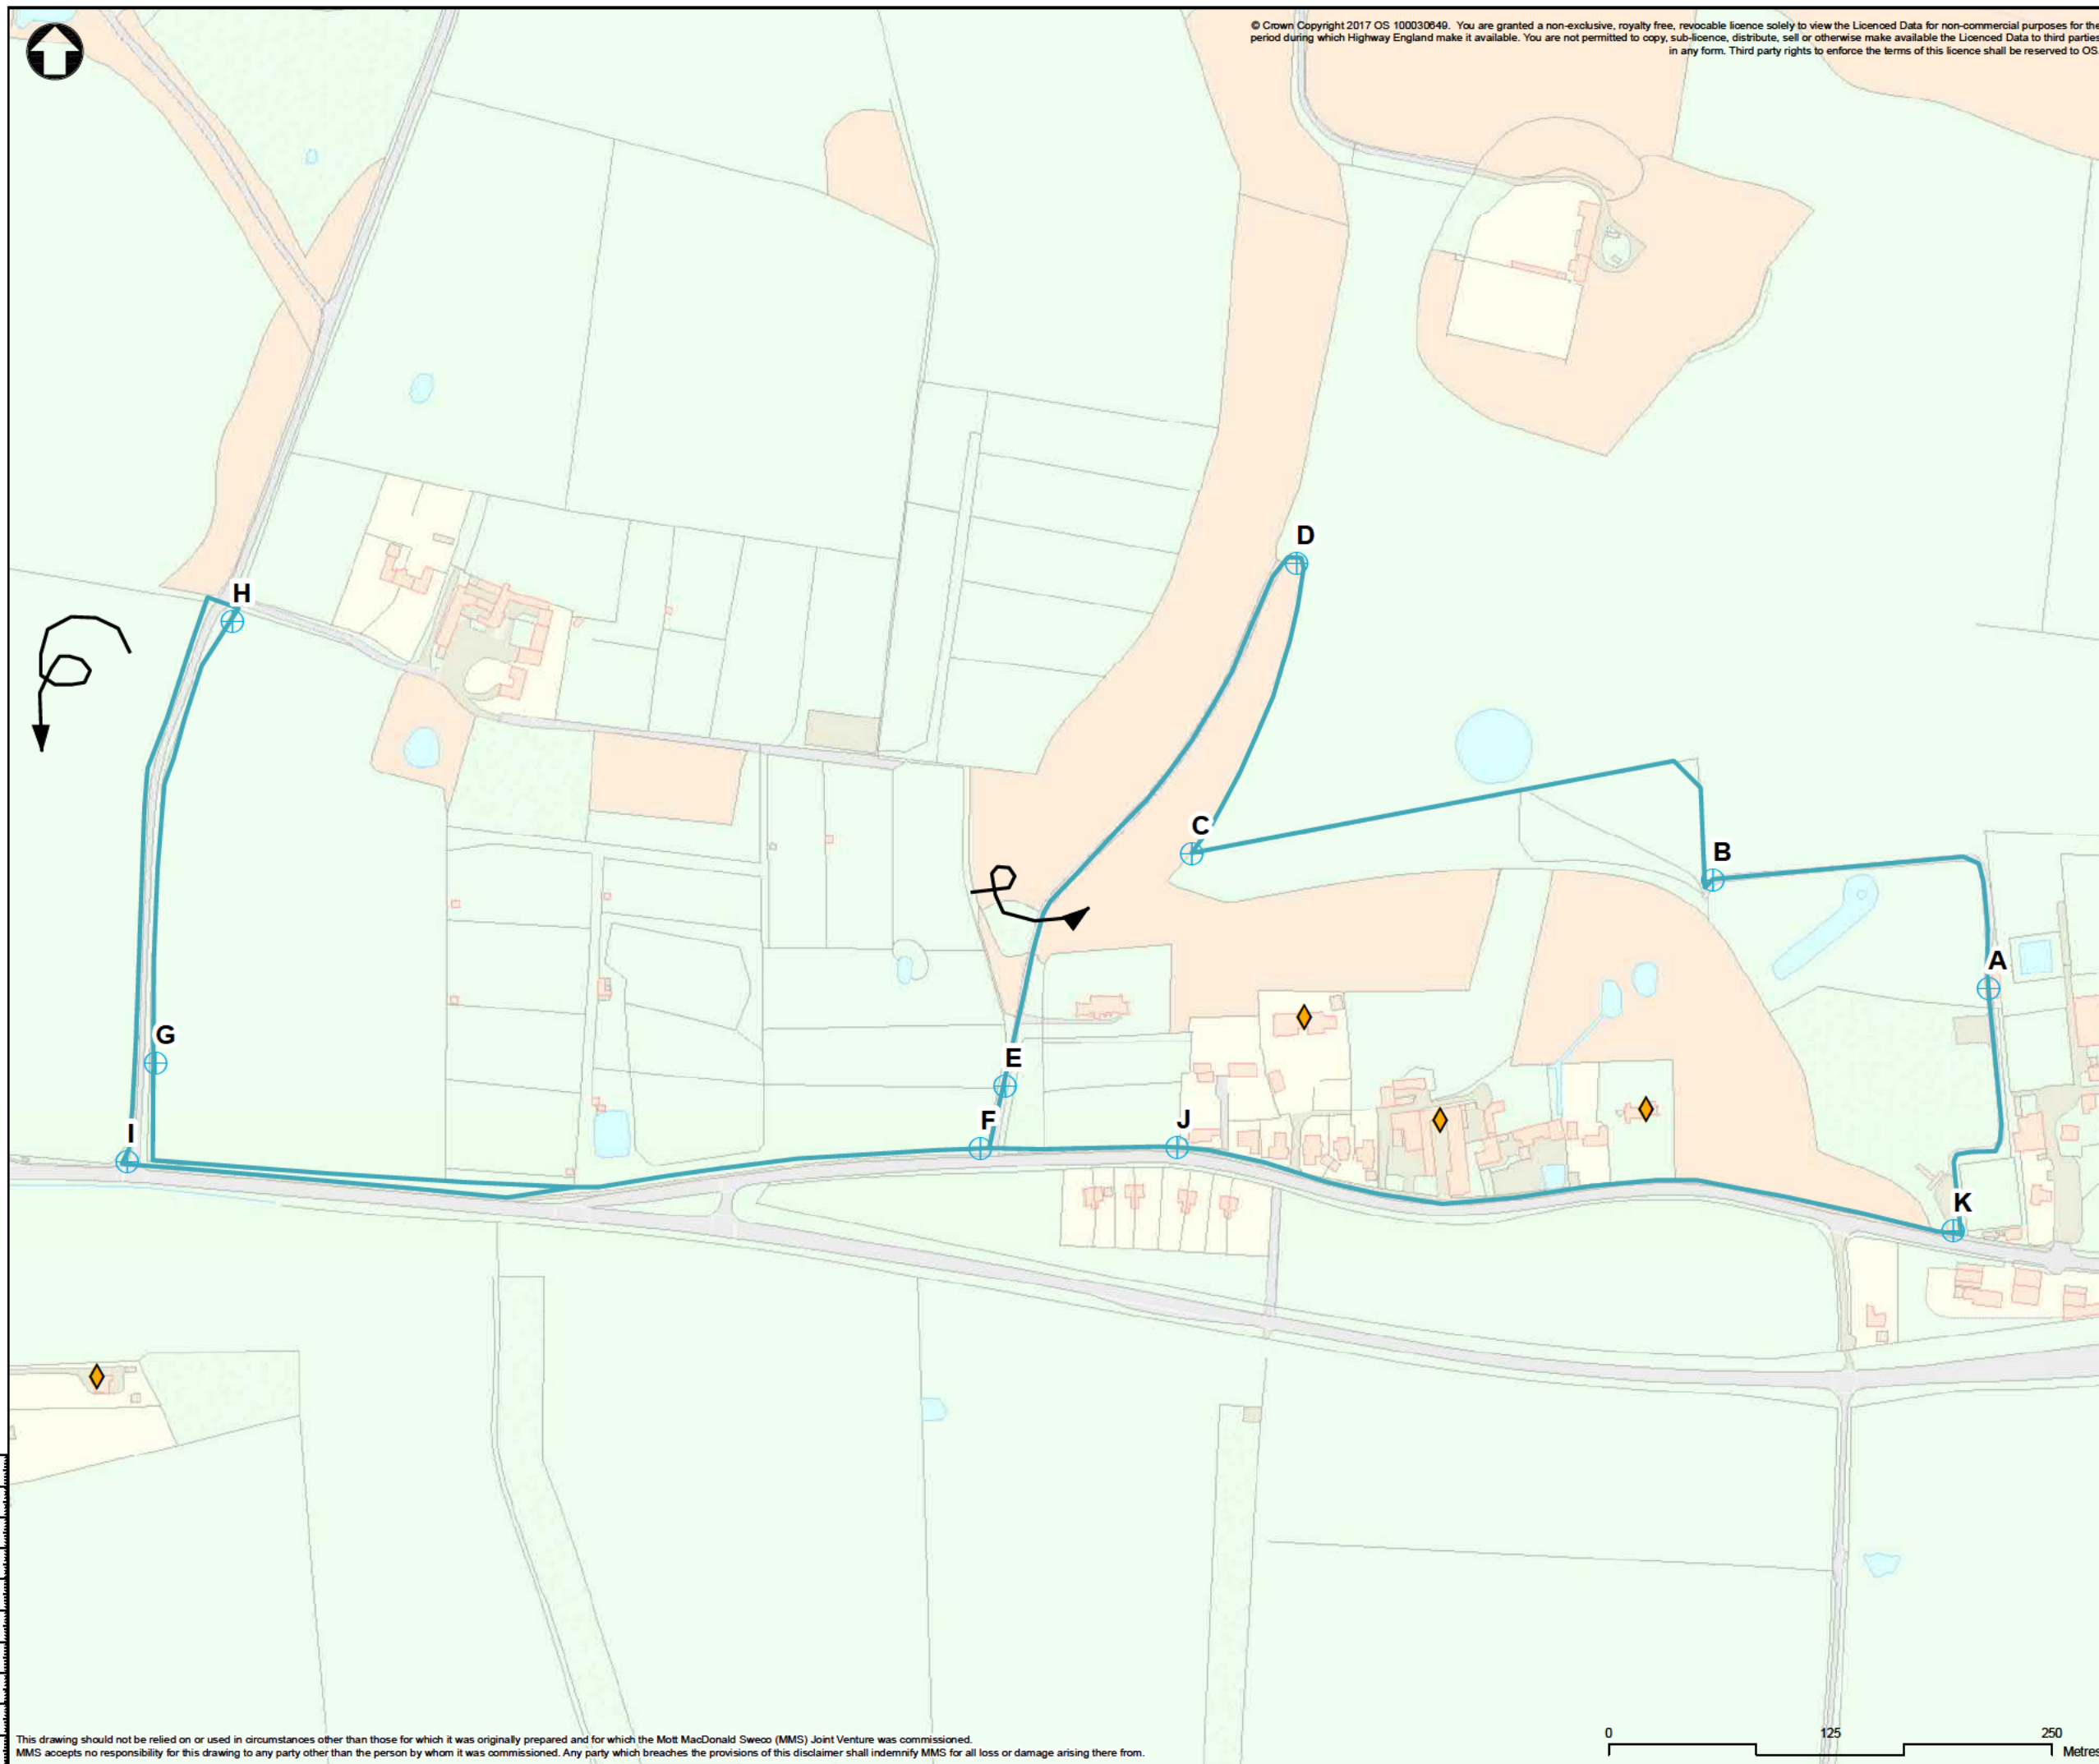 © Crown Copyright 2017 OS 100030649. You are granted a non-exclusive, royalty free, revocable licence solely to view the Licenced Data for non-commercial purposes for the
period during which Highway England make it available. You are not permitted to copy, sub-licence, distribute, sell or otherwise make available the Licenced Data to third parties
in any form. Third party rights to enforce the terms of this licence shall be reserved to OS.
D
H
C
B
A
G
E
F
J
I
K
This drawing should not be relied on or used in circumstances other than those for which it was originally prepared and for which the Mott MacDonald Sweco (MMS) Joint Venture was commissioned.
MMS accepts no responsibility for this drawing to any party other than the person by whom it was commissioned. Any party which breaches the provisions of this disclaimer shall indemnify MMS for all loss or damage arising there from.
0 125 250
Metres